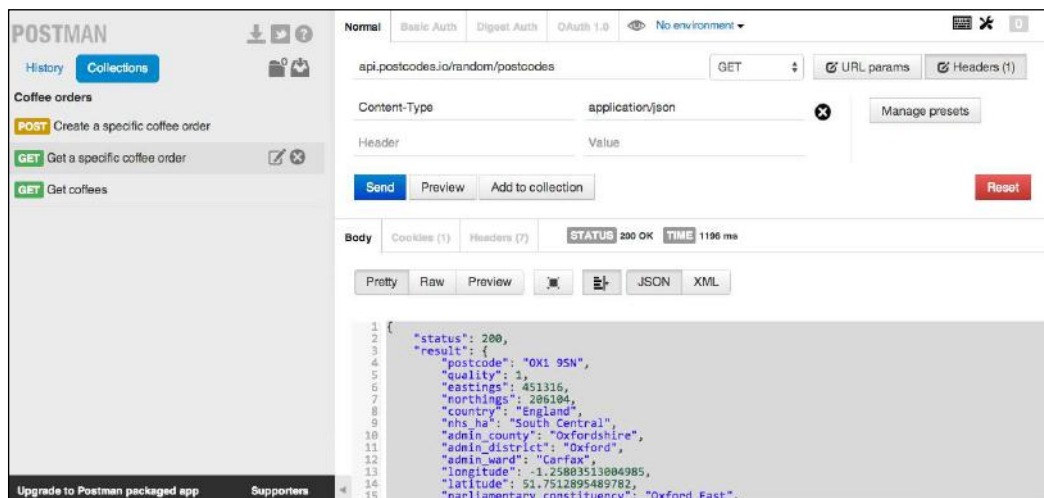 POSTMAN
History Collections
Coffee orders
POST Create a specific coffee order
GET Get a specific coffee order
GET Get coffees
Upgrade to Postman packaged app Supporters
Normal Basic Auth Digest Auth OAuth 1.0 No environment
0
api.postcodes.io/random/postcodes GET URL params Headers (1)
Content-Type application/json Manage presets
Header Value
Send Preview Add to collection Reset
Body Cookies (1) Headers (7) STATUS 200 OK TIME 1196 ms
Pretty Raw Preview JSON XML
1 {
2 "status": 200,
3 "result": {
4 "postcode": "OX1 9SN",
5 "quality": 1,
6 "eastings": 451316,
7 "northings": 206104,
8 "country": "England",
9 "nhs_ha": "South Central",
10 "admin_county": "Oxfordshire",
11 "admin_district": "Oxford",
12 "admin_ward": "Carfax",
13 "longitude": -1.25803513004985,
14 "latitude": 51.7512895489782,
15 "parliamentary_constituency": "Oxford East",